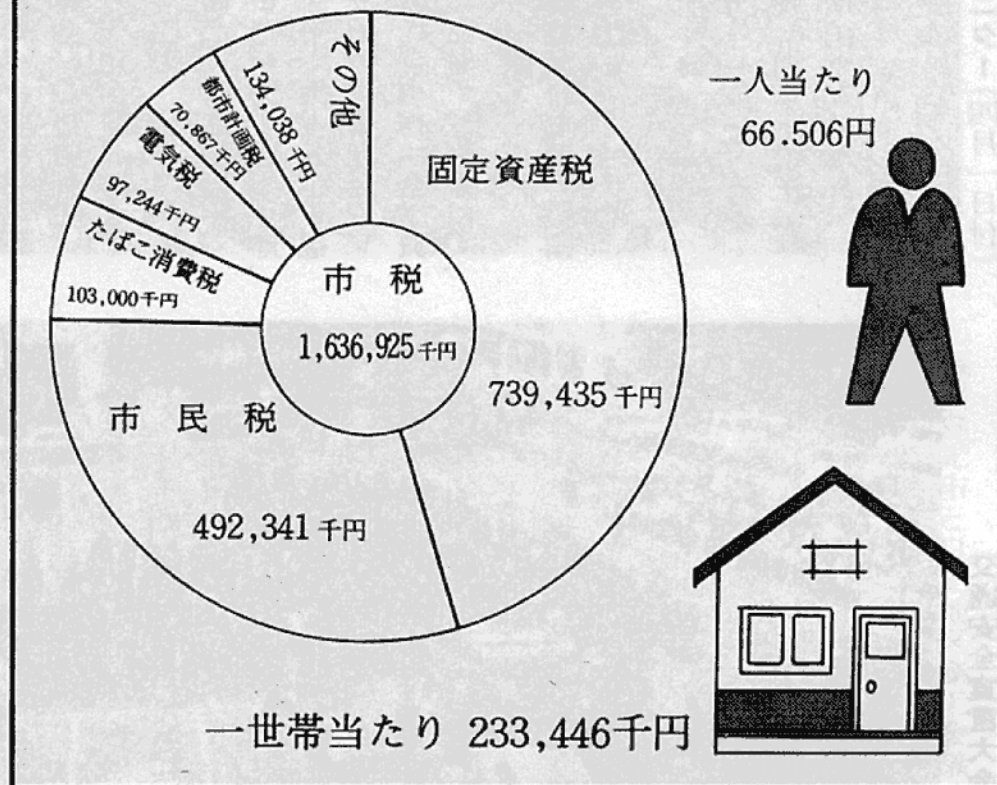 その他
134,038千円
都市計画税
70,867千円
電気税
97,244千円
たばこ消費税
103,000千円
市民税
492,341千円
市税
1,636,925千円
固定資産税
739,435千円
一人当たり
66.506円
一世帯当たり 233,446千円